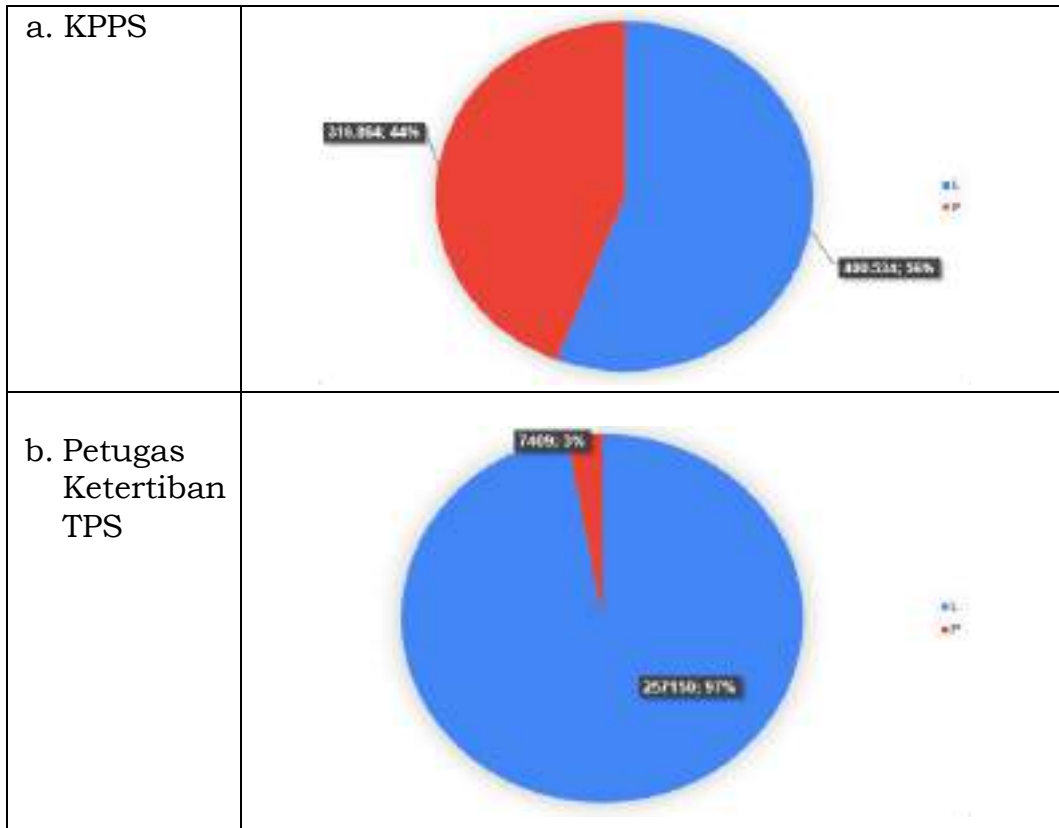 a. KPPS
44%
L
P
56%
b. Petugas
Ketertiban
TPS
7409; 3%
257150; 97%
L
P